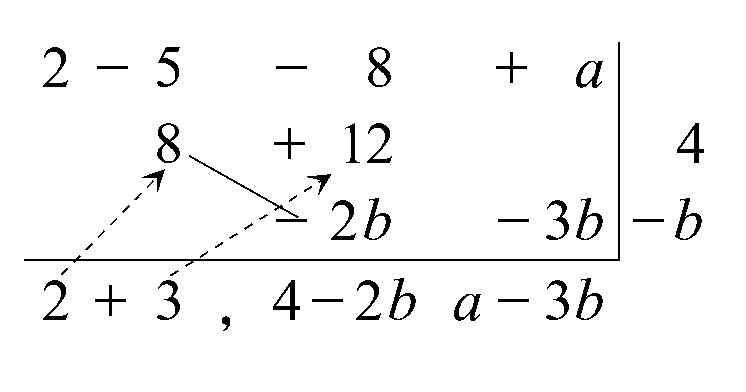 2 − 5 − 8 + a
8 + 12 4
− 2b − 3b − b
2 + 3 , 4 − 2b a − 3b